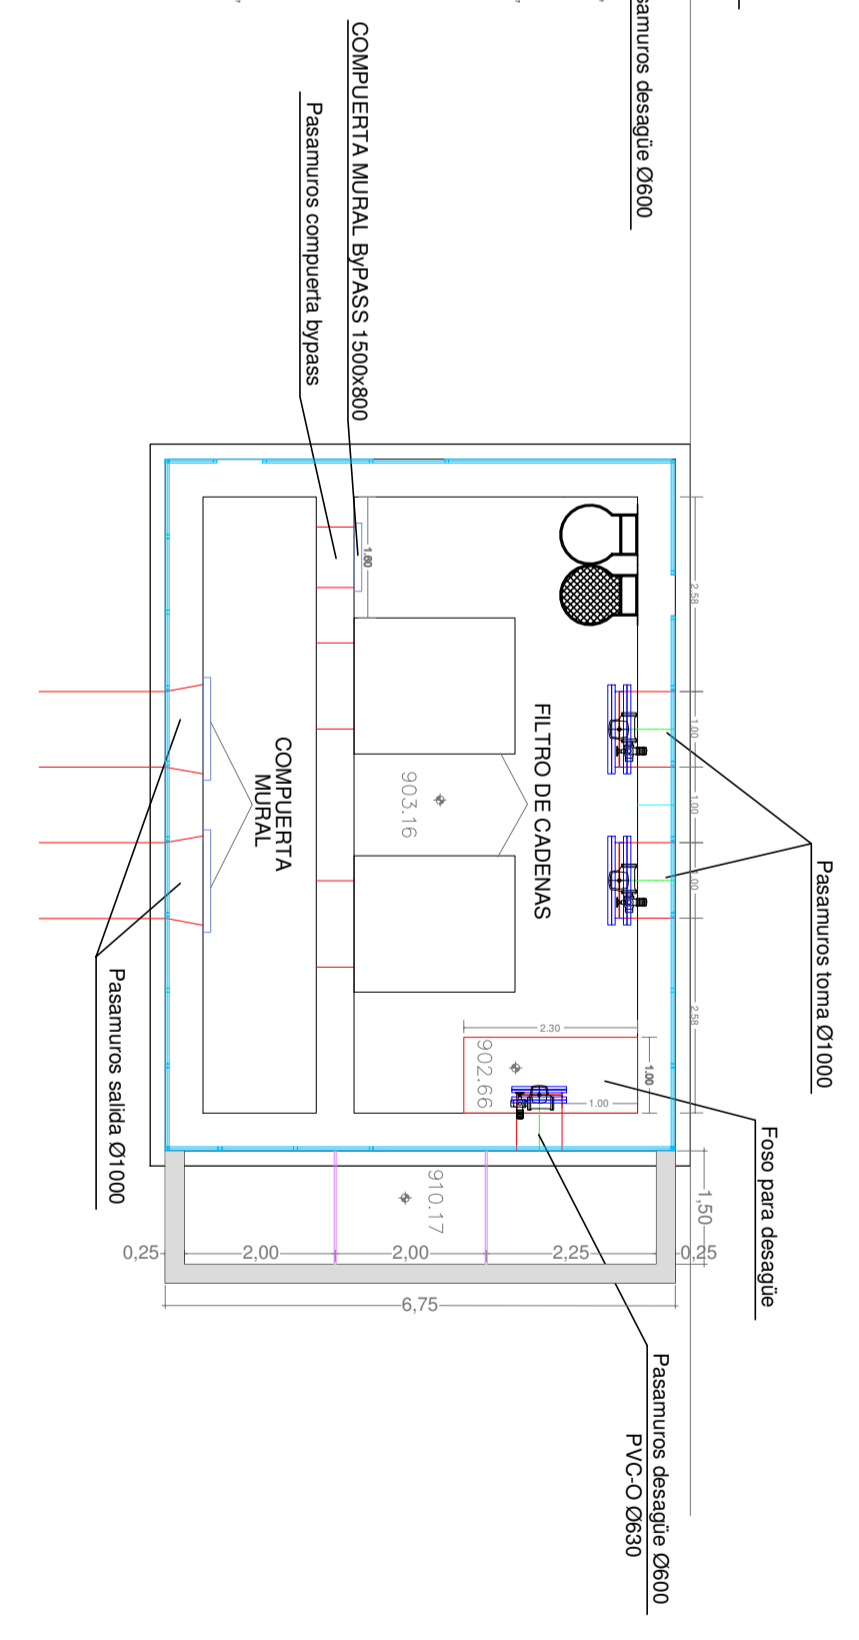 samuros desagüe Ø600
COMPUERTA MURAL ByPASS 1500x800
Pasamuros compuerta bypass
1.60
2.58
1.00
1.00
1.00
2.58
FILTRO DE CADENAS
903.16
COMPUERTA
MURAL
Pasamuros toma Ø1000
2.30
902.66
1.00
1.00
Pasamuros salida Ø1000
Foso para desagüe
910.17
1,50
0,25
2,00
2,00
2,25
0,25
6,75
Pasamuros desagüe Ø600
PVC-O Ø630